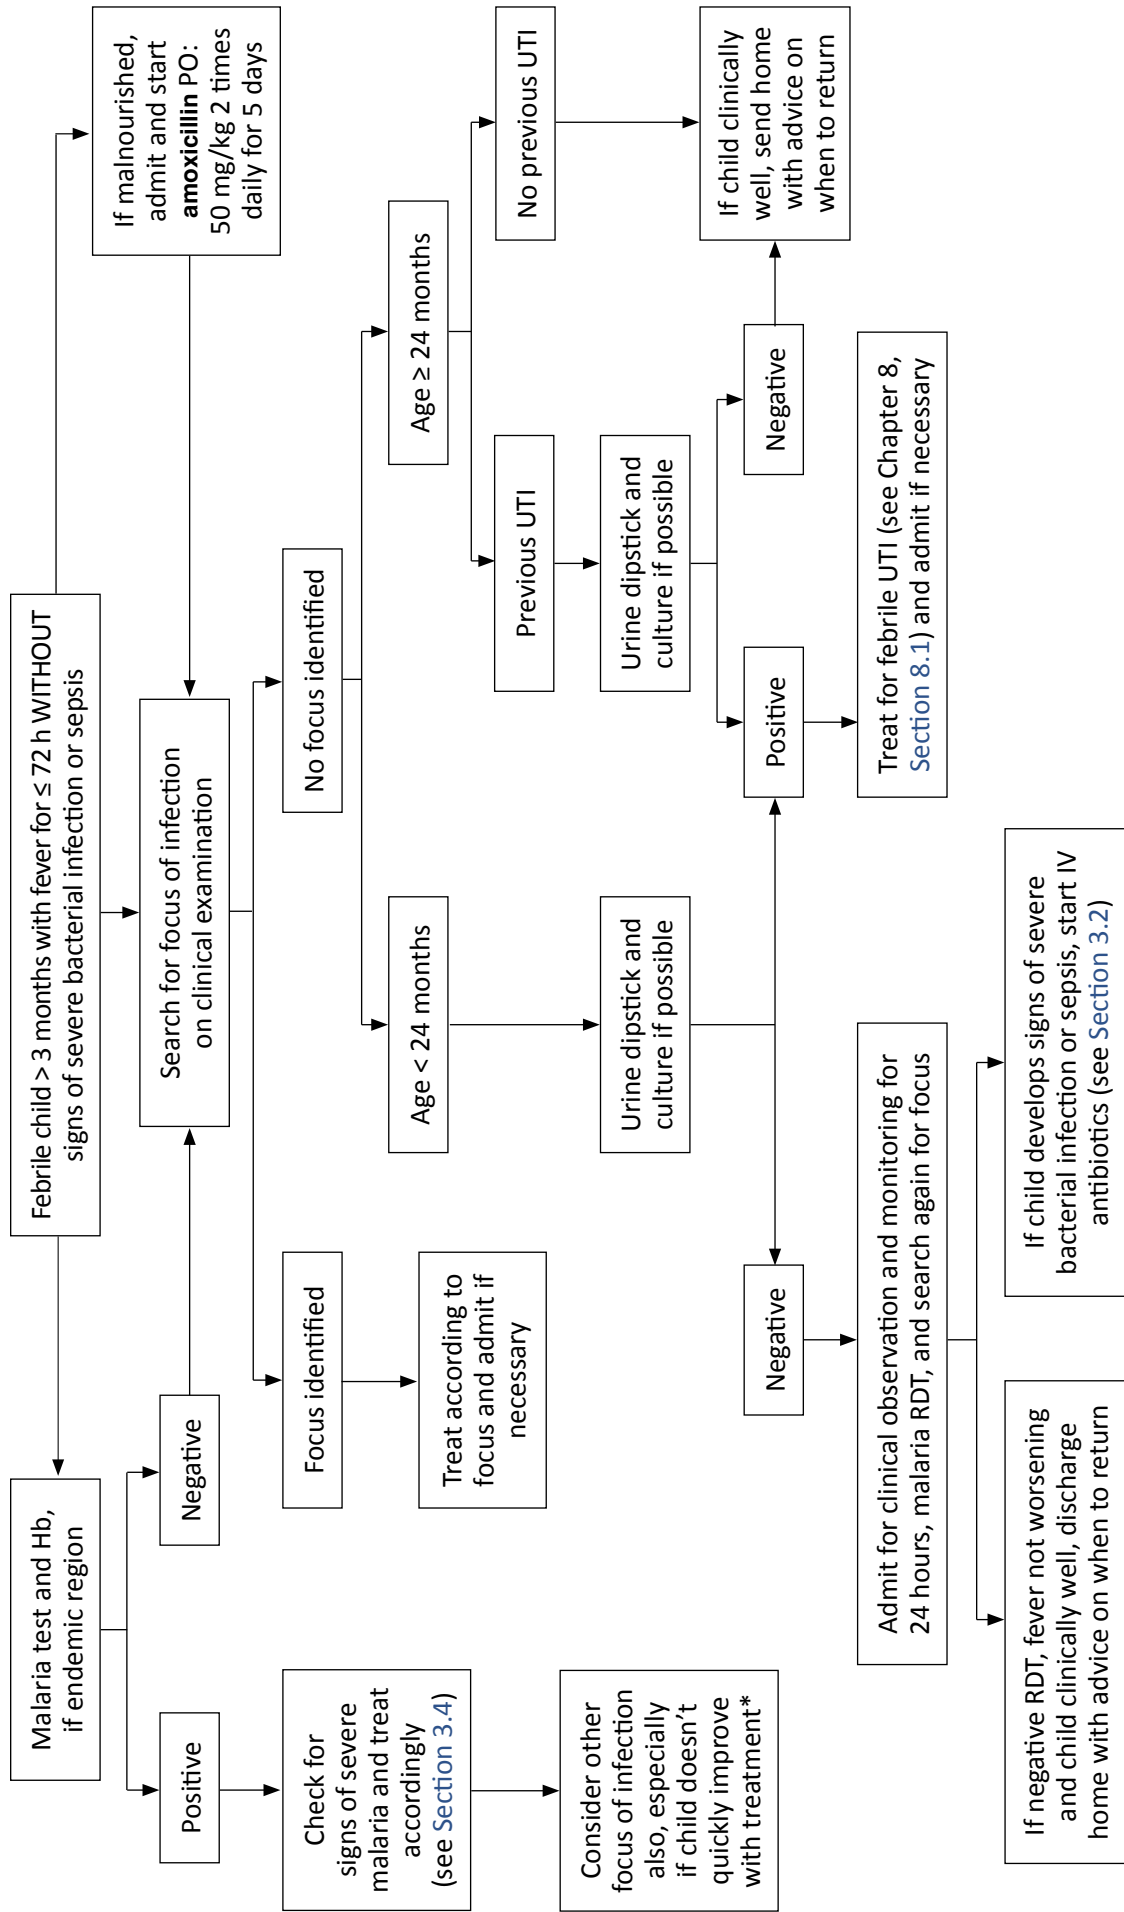 Febrile child > 3 months with fever for ≤ 72 h WITHOUT
signs of severe bacterial infection or sepsis
Malaria test and Hb,
if endemic region
If malnourished,
admit and start
amoxicillin PO:
50 mg/kg 2 times
daily for 5 days
Positive
Negative
Search for focus of infection
on clinical examination
Check for
signs of severe
malaria and treat
accordingly
(see Section 3.4)
Focus identified
No focus identified
Consider other
focus of infection
also, especially
if child doesn't
quickly improve
with treatment*
Treat according to
focus and admit if
necessary
Age < 24 months
Age ≥ 24 months
Previous UTI
No previous UTI
Urine dipstick and
culture if possible
Urine dipstick and
culture if possible
Negative
Positive
Negative
If child clinically
well, send home
with advice on
when to return
Admit for clinical observation and monitoring for
24 hours, malaria RDT, and search again for focus
Treat for febrile UTI (see Chapter 8,
Section 8.1) and admit if necessary
If negative RDT, fever not worsening
and child clinically well, discharge
home with advice on when to return
If child develops signs of severe
bacterial infection or sepsis, start IV
antibiotics (see Section 3.2)